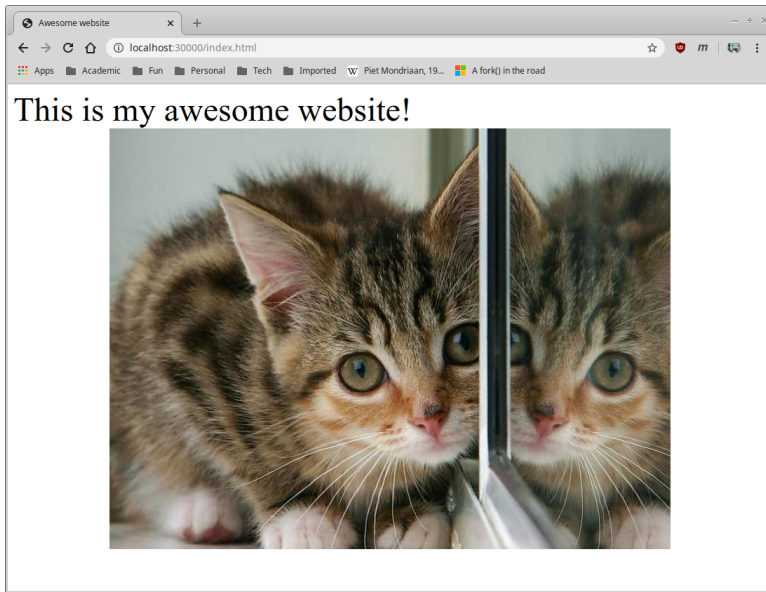 Awesome website
localhost:30000/index.html
Apps Academic Fun Personal Tech Imported Piet Mondriaan, 19... A fork() in the road
This is my awesome website!